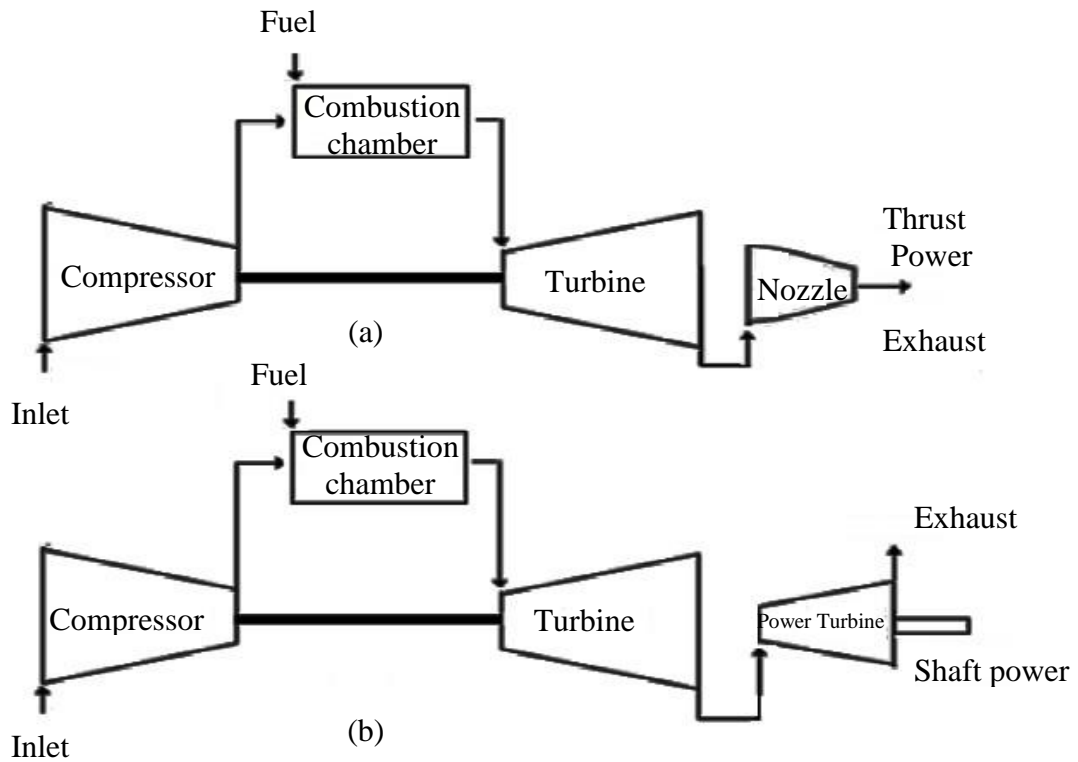 Fuel
Combustion
chamber
Compressor
Turbine
Nozzle
Thrust
Power
Exhaust
(a)
Inlet
Fuel
Combustion
chamber
Exhaust
Compressor
Turbine
Power Turbine
Shaft power
(b)
Inlet